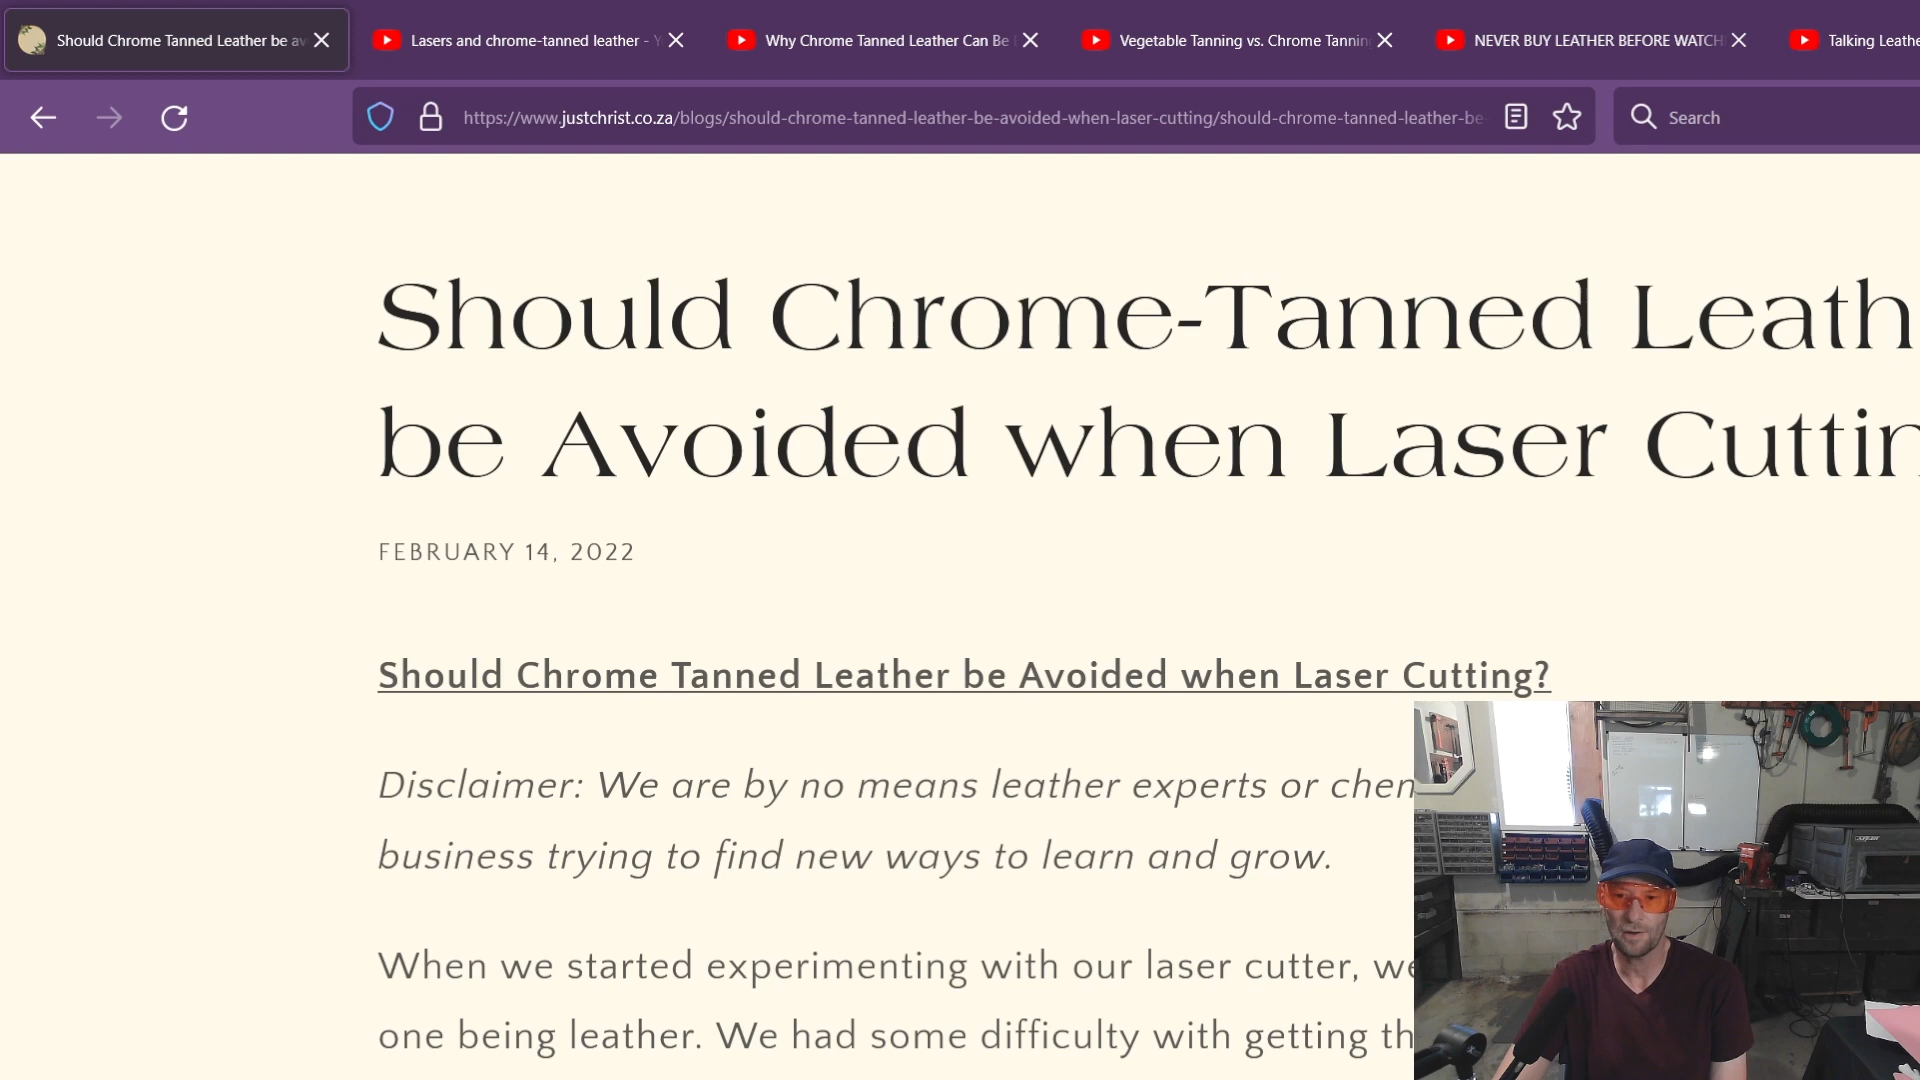 Should Chrome Tanned Leather be av
Lasers and chrome-tanned leather - Y
Why Chrome Tanned Leather Can Be
Vegetable Tanning vs. Chrome Tannin
NEVER BUY LEATHER BEFORE WATCH
Talking Leathe
https://www.justchrist.co.za/blogs/should-chrome-tanned-leather-be-avoided-when-laser-cutting/should-chrome-tanned-leather-be-
Search
Should Chrome-Tanned Leath
be Avoided when Laser Cuttin
FEBRUARY 14, 2022
Should Chrome Tanned Leather be Avoided when Laser Cutting?
Disclaimer: We are by no means leather experts or chem
business trying to find new ways to learn and grow.
When we started experimenting with our laser cutter, we
one being leather. We had some difficulty with getting th